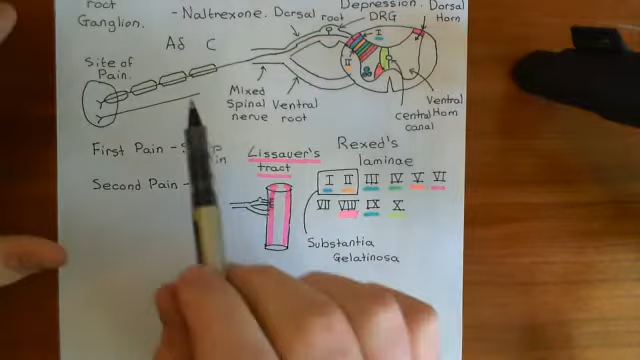 root
Ganglion.
- Naltrexone.
Depression.
Dorsal
Horn
Dorsal
root
DRG
I
II
Aδ C
Site of
Pain.
Mixed
Spinal
nerve
Ventral
root
Central
canal
Ventral
Horn
First Pain -
Second Pain -
Lissauer's
tract
Rexed's
laminae
I II III IV V VI
VII VIII IX X
Substantia
Gelatinosa